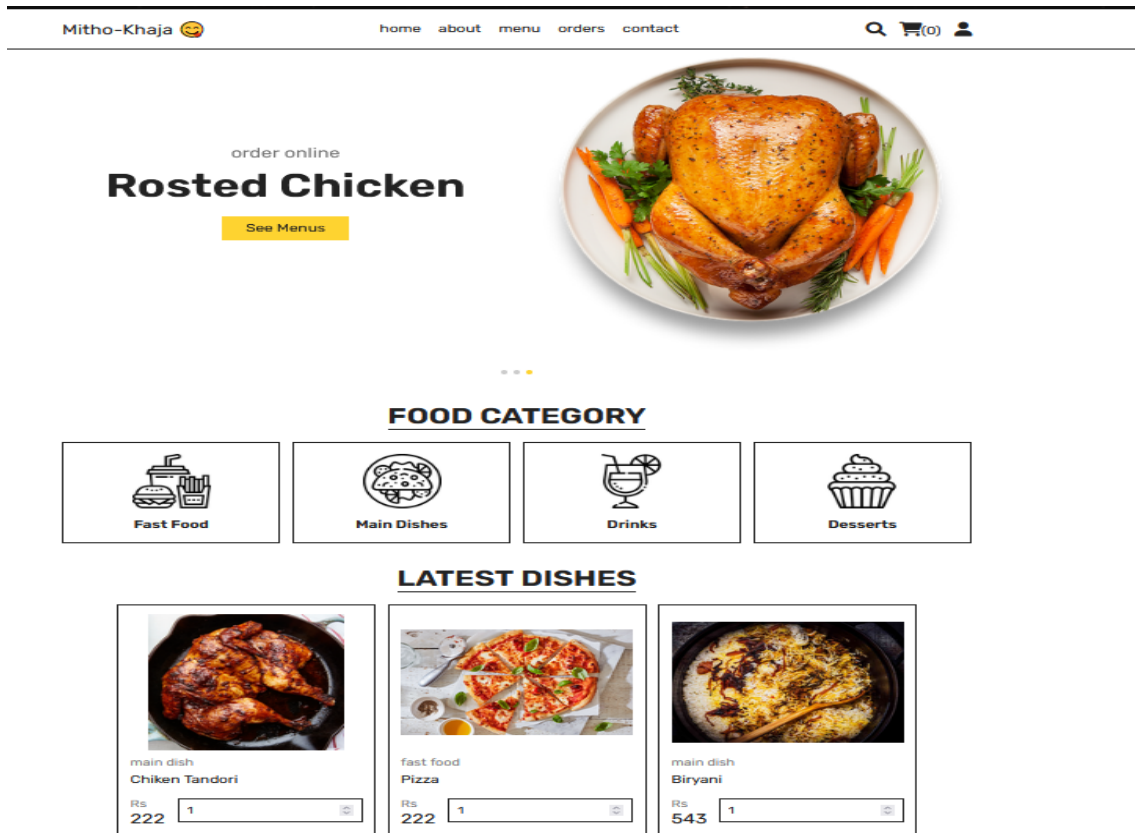 Mitho-Khaja 😋 home about menu orders contact (0)
order online
Rosted Chicken
See Menus
FOOD CATEGORY
Fast Food Main Dishes Drinks Desserts
LATEST DISHES
main dish fast food main dish
Chiken Tandori Pizza Biryani
Rs Rs Rs
222 1 222 1 543 1